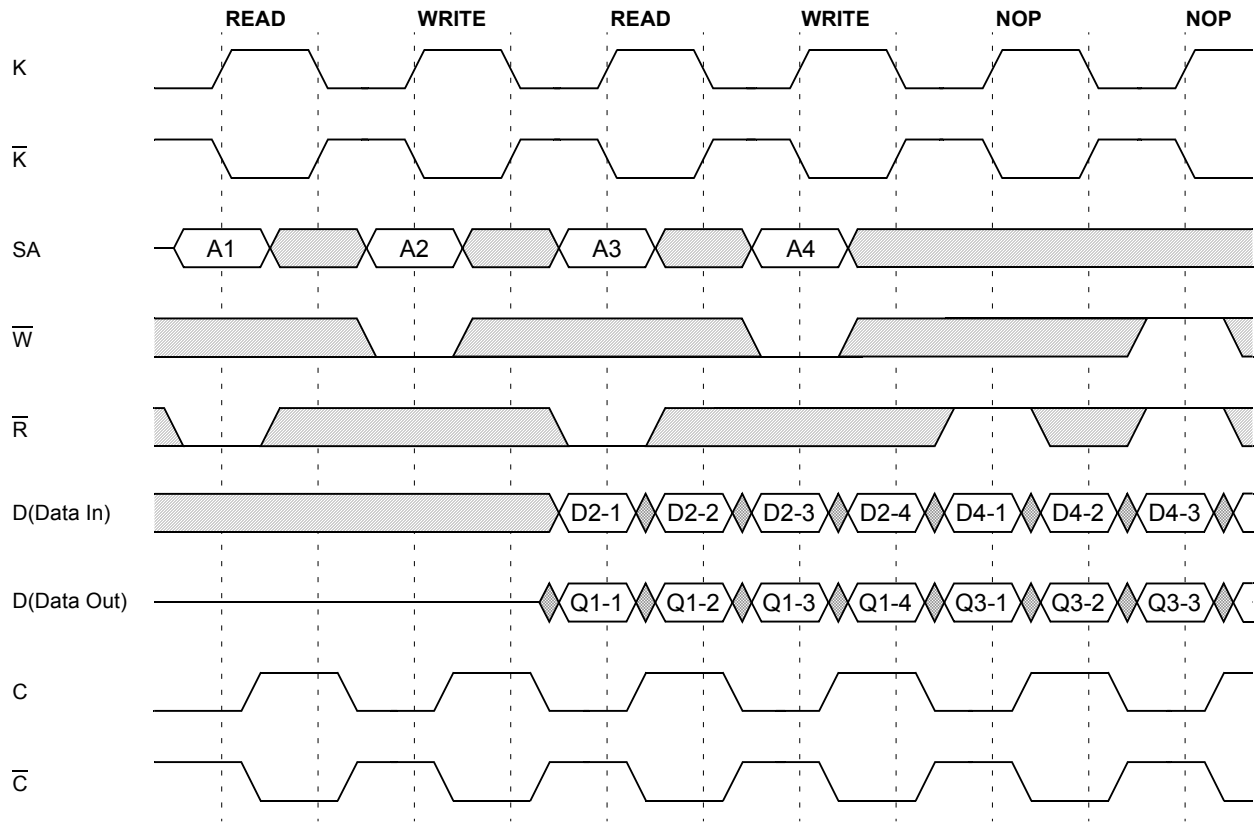 READ WRITE READ WRITE NOP NOP
K
K̅
SA A1 A2 A3 A4
W̅
R̅
D(Data In) D2-1 D2-2 D2-3 D2-4 D4-1 D4-2 D4-3
D(Data Out) Q1-1 Q1-2 Q1-3 Q1-4 Q3-1 Q3-2 Q3-3
C
C̅